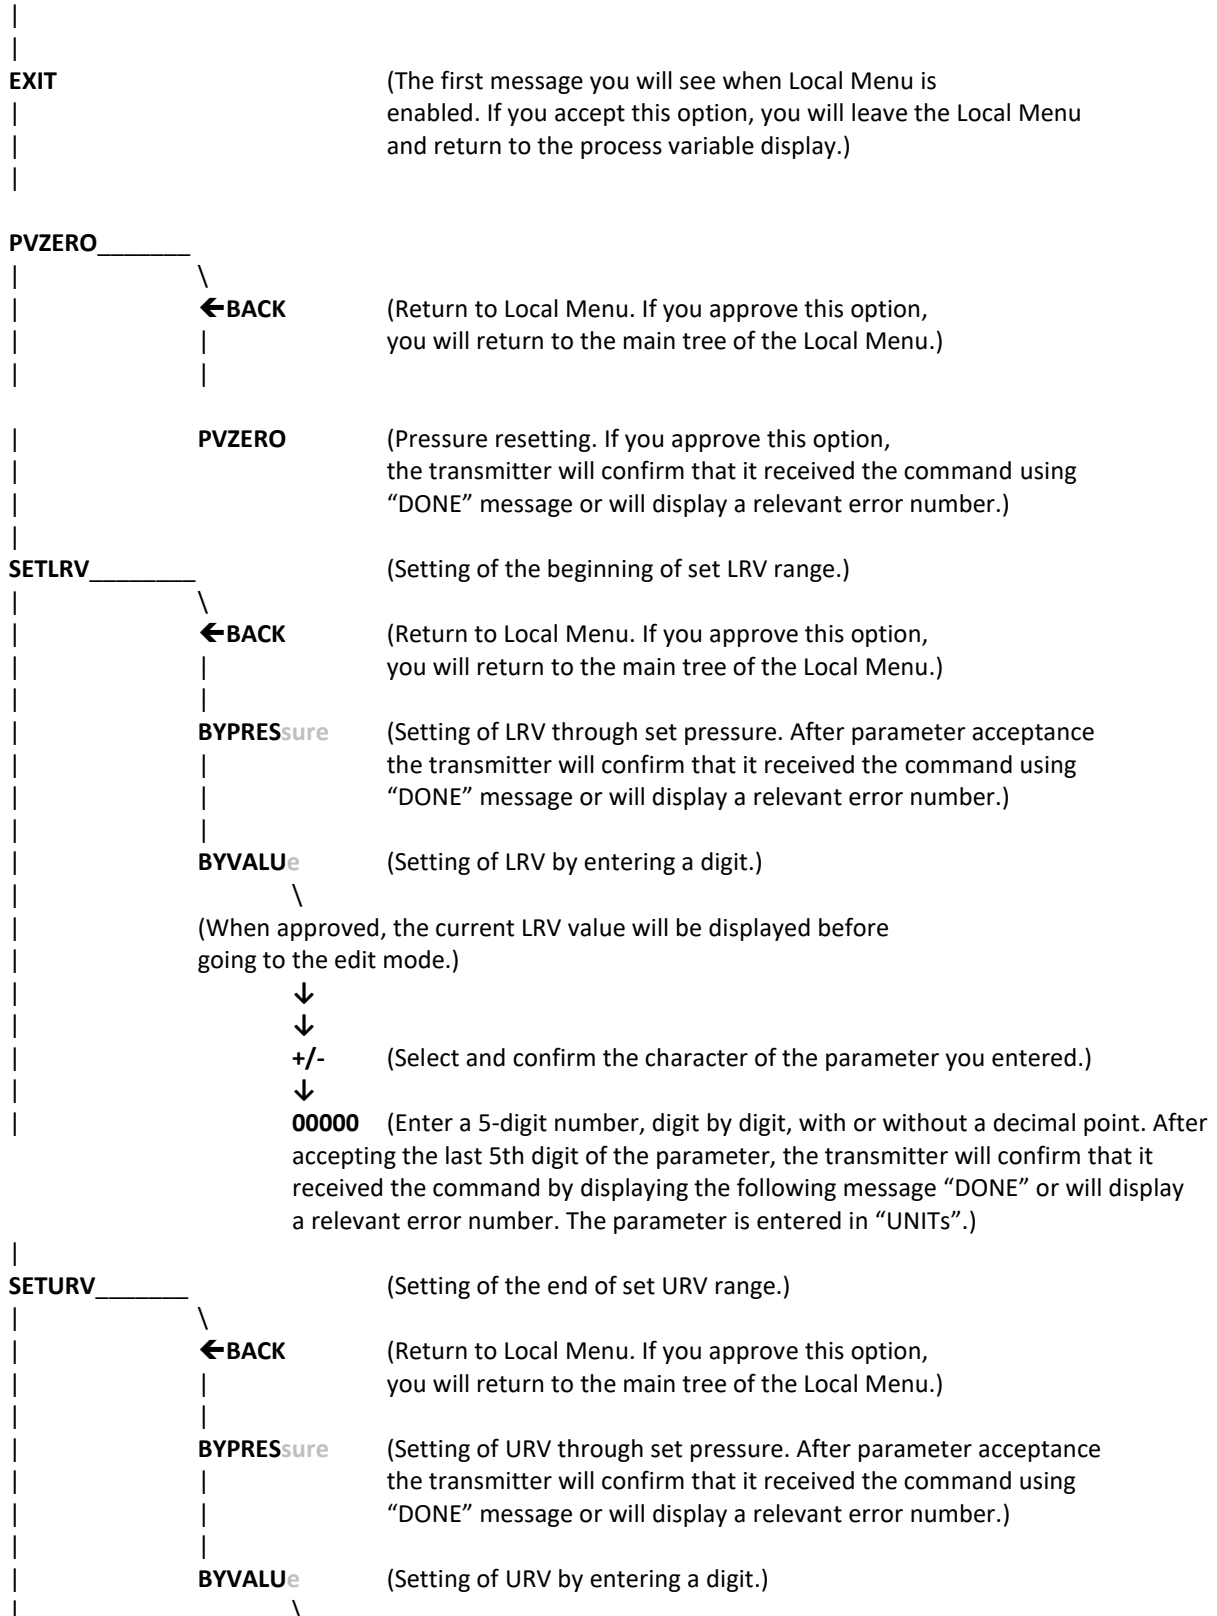 |
|
EXIT (The first message you will see when Local Menu is
| enabled. If you accept this option, you will leave the Local Menu
| and return to the process variable display.)
|
PVZERO_______
| \
| 🡸BACK (Return to Local Menu. If you approve this option,
| | you will return to the main tree of the Local Menu.)
| |
| PVZERO (Pressure resetting. If you approve this option,
| the transmitter will confirm that it received the command using
| “DONE” message or will display a relevant error number.)
|
SETLRV________ (Setting of the beginning of set LRV range.)
| \
| 🡸BACK (Return to Local Menu. If you approve this option,
| | you will return to the main tree of the Local Menu.)
| |
| BYPRESsure (Setting of LRV through set pressure. After parameter acceptance
| | the transmitter will confirm that it received the command using
| | “DONE” message or will display a relevant error number.)
| |
| BYVALUe (Setting of LRV by entering a digit.)
| \
| (When approved, the current LRV value will be displayed before
| going to the edit mode.)
| ↓
| ↓
| +/- (Select and confirm the character of the parameter you entered.)
| ↓
| 00000 (Enter a 5-digit number, digit by digit, with or without a decimal point. After
accepting the last 5th digit of the parameter, the transmitter will confirm that it
received the command by displaying the following message “DONE” or will display
a relevant error number. The parameter is entered in “UNITs”.)
|
SETURV_______ (Setting of the end of set URV range.)
| \
| 🡸BACK (Return to Local Menu. If you approve this option,
| | you will return to the main tree of the Local Menu.)
| |
| BYPRESsure (Setting of URV through set pressure. After parameter acceptance
| | the transmitter will confirm that it received the command using
| | “DONE” message or will display a relevant error number.)
| |
| BYVALUe (Setting of URV by entering a digit.)
| \